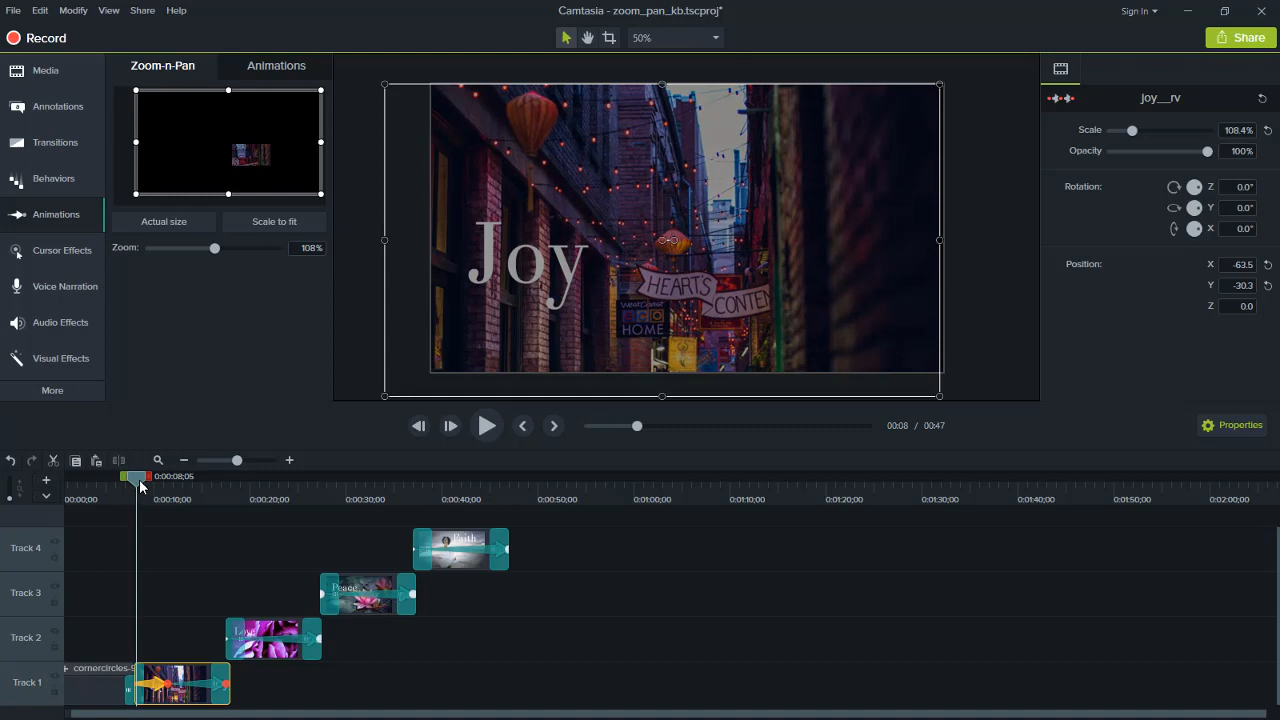 File Edit Modify View Share Help
Camtasia - zoom_pan_kb.tscproj*
Sign In
Record
50%
Share
Media
Annotations
Transitions
Behaviors
Animations
Cursor Effects
Voice Narration
Audio Effects
Visual Effects
More
Zoom-n-Pan Animations
Actual size Scale to fit
Zoom: 108%
Joy
HEART'S CONTENT
WestCoast
ECO
HOME
joy__rv
Scale 108.4%
Opacity 100%
Rotation: Z 0.0°
Y 0.0°
X 0.0°
Position: X -63.5
Y -30.3
Z 0.0
00:08 / 00:47
Properties
0:00:08;05
00:00;00 0:00:10;00 0:00:20;00 0:00:30;00 0:00:40;00 0:00:50;00 0:01:00;00 0:01:10;00 0:01:20;00 0:01:30;00 0:01:40;00 0:01:50;00 0:02:00;00
Track 4 Faith
Track 3 Peace
Track 2 Love
cornercircles-9
Track 1